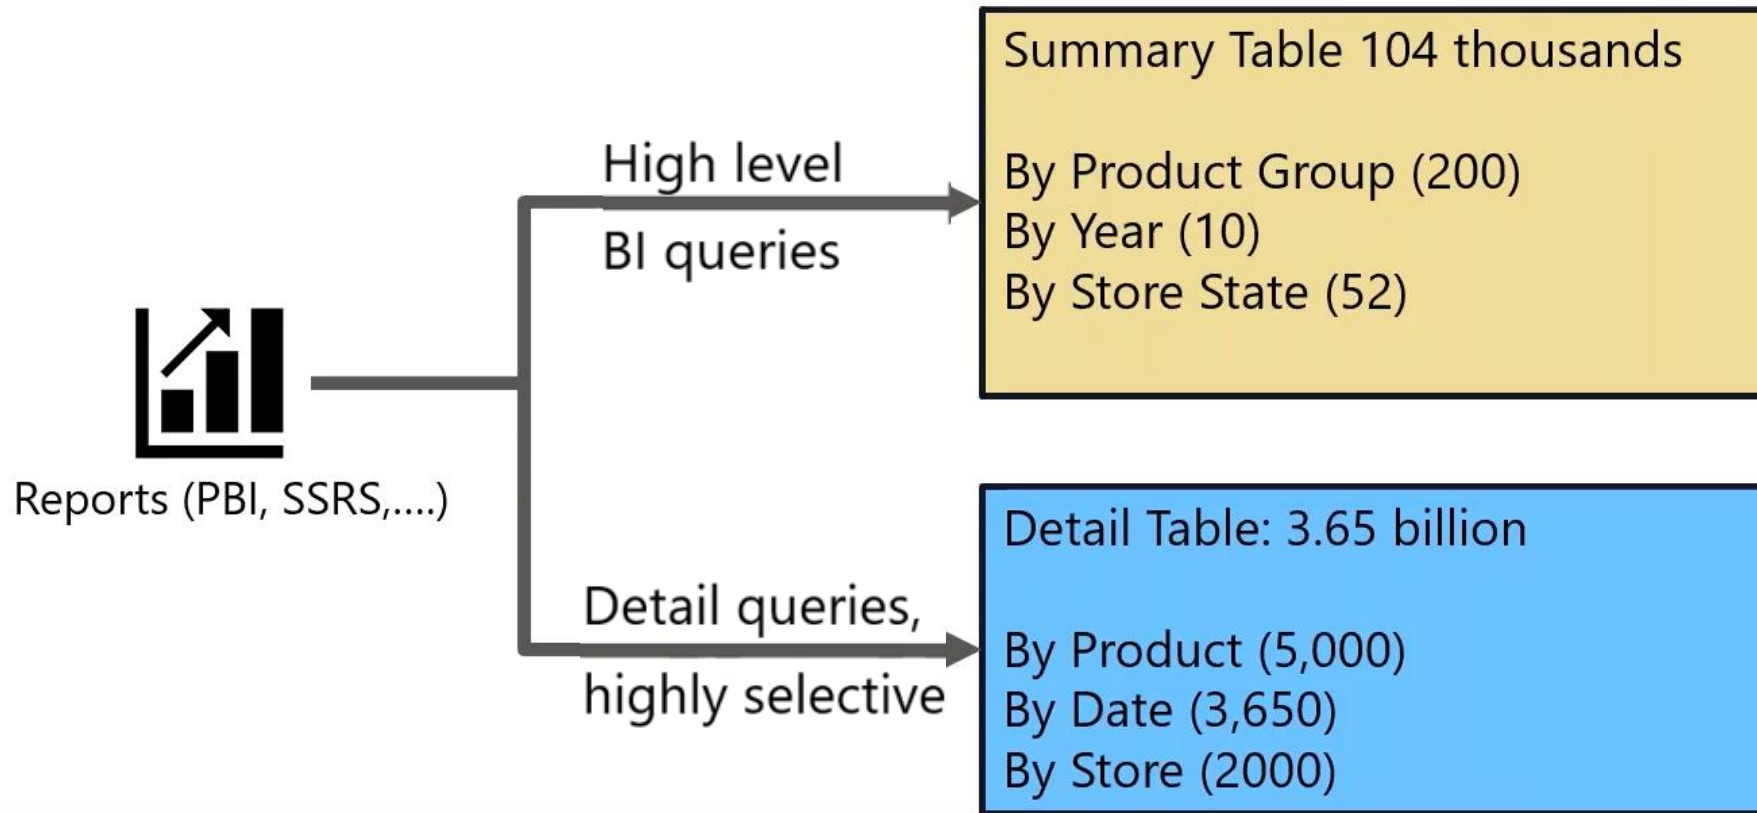 Summary Table 104 thousands
By Product Group (200)
By Year (10)
By Store State (52)
High level
BI queries
Reports (PBI, SSRS,....)
Detail queries,
highly selective
Detail Table: 3.65 billion
By Product (5,000)
By Date (3,650)
By Store (2000)